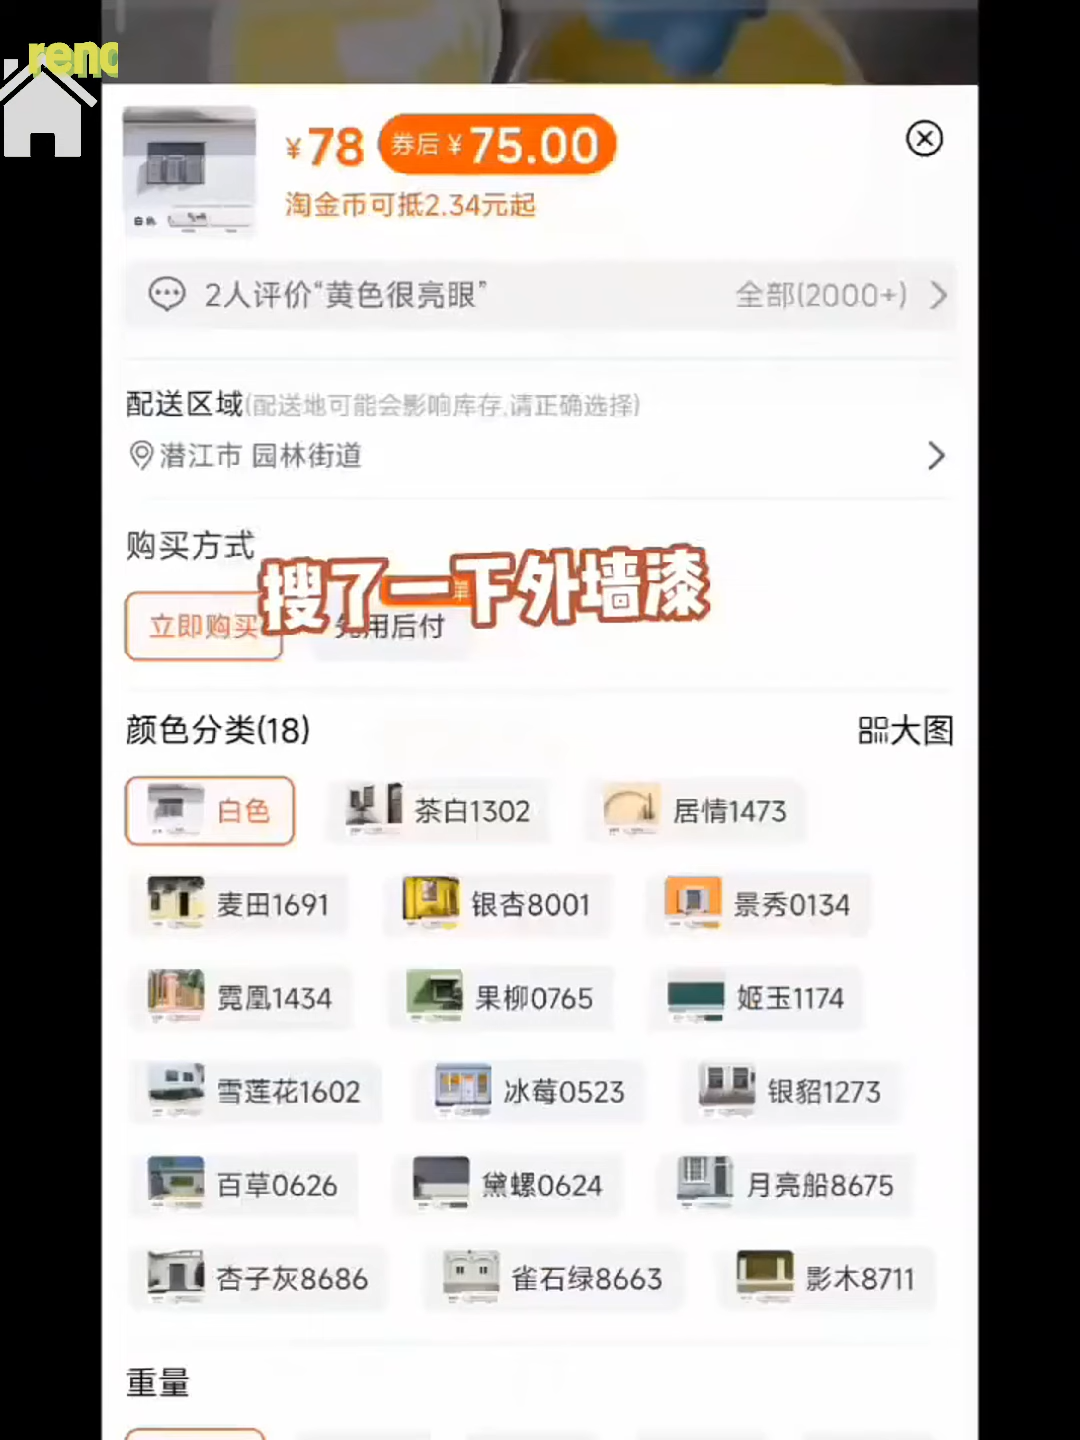 reno
¥78 券后¥75.00
淘金币可抵2.34元起
白色
2人评价“黄色很亮眼”
全部(2000+)
配送区域(配送地可能会影响库存,请正确选择)
潜江市 园林街道
购买方式
搜了一下外墙漆
立即购买
先用后付
颜色分类(18)
大图
白色
茶白1302
居情1473
麦田1691
银杏8001
景秀0134
霓凰1434
果柳0765
姬玉1174
雪莲花1602
冰莓0523
银貂1273
百草0626
黛螺0624
月亮船8675
杏子灰8686
雀石绿8663
影木8711
重量